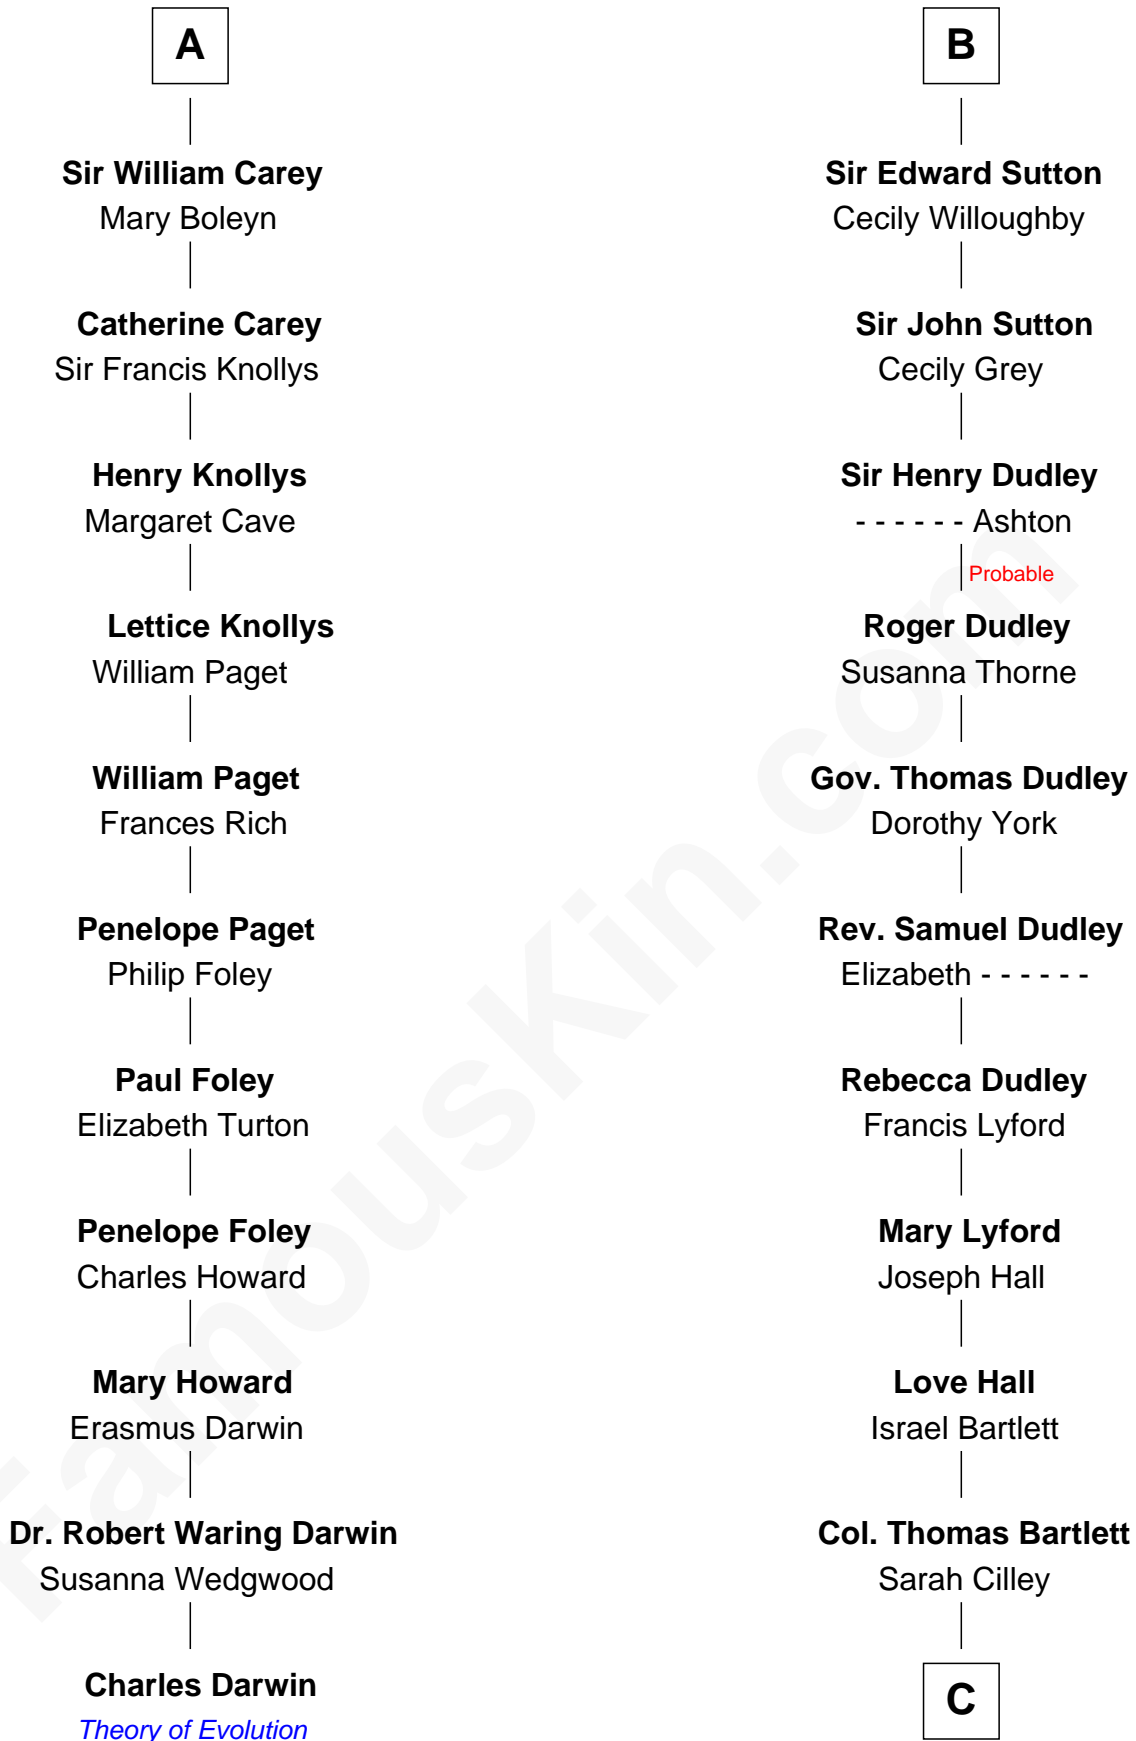 A
Sir William Carey
Mary Boleyn
Catherine Carey
Sir Francis Knollys
Henry Knollys
Margaret Cave
Lettice Knollys
William Paget
William Paget
Frances Rich
Penelope Paget
Philip Foley
Paul Foley
Elizabeth Turton
Penelope Foley
Charles Howard
Mary Howard
Erasmus Darwin
Dr. Robert Waring Darwin
Susanna Wedgwood
Charles Darwin
Theory of Evolution
B
Sir Edward Sutton
Cecily Willoughby
Sir John Sutton
Cecily Grey
Sir Henry Dudley
- - - - - - Ashton
Probable
Roger Dudley
Susanna Thorne
Gov. Thomas Dudley
Dorothy York
Rev. Samuel Dudley
Elizabeth - - - - - -
Rebecca Dudley
Francis Lyford
Mary Lyford
Joseph Hall
Love Hall
Israel Bartlett
Col. Thomas Bartlett
Sarah Cilley
C
FamousKin.com